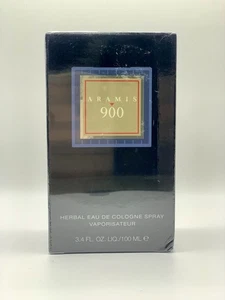 ARAMIS
900
HERBAL EAU DE COLOGNE SPRAY
VAPORISATEUR
3.4 FL.OZ.LIQ./100 ML ℮